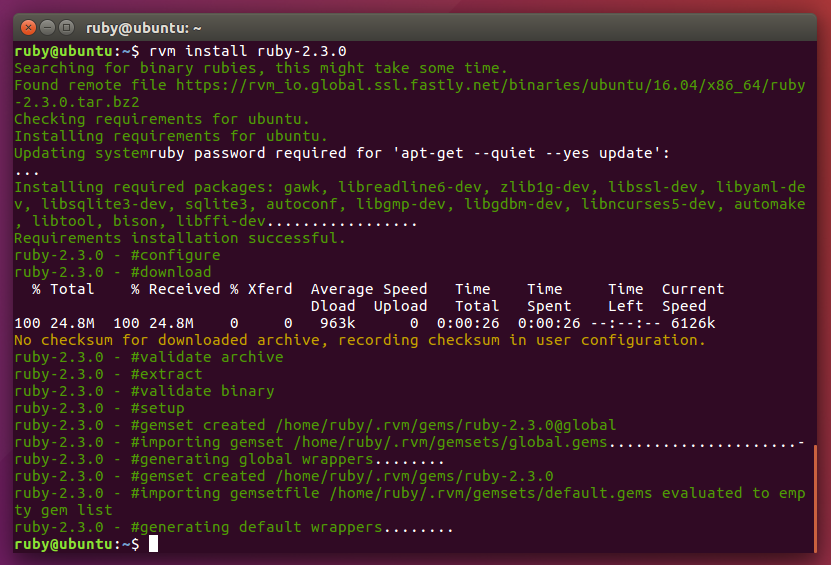 ruby@ubuntu: ~
ruby@ubuntu:~$ rvm install ruby-2.3.0
Searching for binary rubies, this might take some time.
Found remote file https://rvm_io.global.ssl.fastly.net/binaries/ubuntu/16.04/x86_64/ruby
-2.3.0.tar.bz2
Checking requirements for ubuntu.
Installing requirements for ubuntu.
Updating systemruby password required for 'apt-get --quiet --yes update':
...
Installing required packages: gawk, libreadline6-dev, zlib1g-dev, libssl-dev, libyaml-de
v, libsqlite3-dev, sqlite3, autoconf, libgmp-dev, libgdbm-dev, libncurses5-dev, automake
, libtool, bison, libffi-dev.................
Requirements installation successful.
ruby-2.3.0 - #configure
ruby-2.3.0 - #download
  % Total    % Received % Xferd  Average Speed   Time    Time     Time  Current
                                 Dload  Upload   Total   Spent    Left  Speed
100 24.8M  100 24.8M    0     0   963k      0  0:00:26  0:00:26 --:--:-- 6126k
No checksum for downloaded archive, recording checksum in user configuration.
ruby-2.3.0 - #validate archive
ruby-2.3.0 - #extract
ruby-2.3.0 - #validate binary
ruby-2.3.0 - #setup
ruby-2.3.0 - #gemset created /home/ruby/.rvm/gems/ruby-2.3.0@global
ruby-2.3.0 - #importing gemset /home/ruby/.rvm/gemsets/global.gems.....................-
ruby-2.3.0 - #generating global wrappers........
ruby-2.3.0 - #gemset created /home/ruby/.rvm/gems/ruby-2.3.0
ruby-2.3.0 - #importing gemsetfile /home/ruby/.rvm/gemsets/default.gems evaluated to emp
ty gem list
ruby-2.3.0 - #generating default wrappers........
ruby@ubuntu:~$